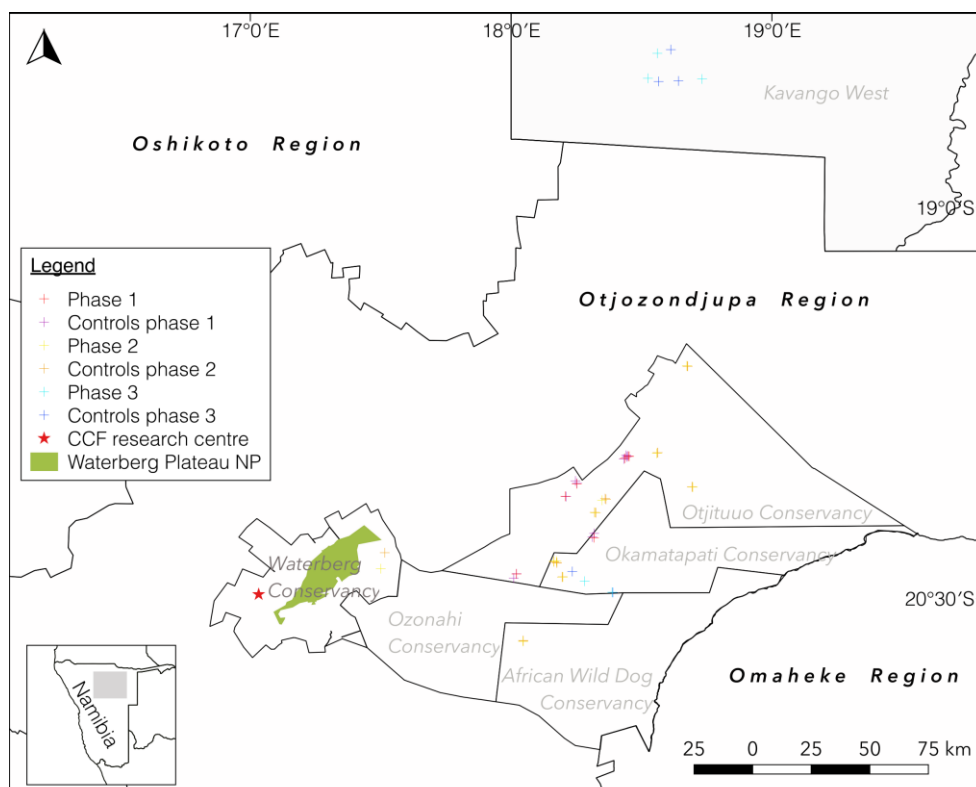 17°0′E
18°0′E
19°0′E
Kavango West
Oshikoto Region
19°0′S
Legend
Phase 1
Controls phase 1
Phase 2
Controls phase 2
Phase 3
Controls phase 3
CCF research centre
Waterberg Plateau NP
Otjozondjupa Region
Otjituuo Conservancy
Okamatapati Conservancy
Waterberg
Conservancy
20°30′S
Ozonahi
Conservancy
African Wild Dog
Conservancy
Omaheke Region
Namibia
25 0 25 50 75 km